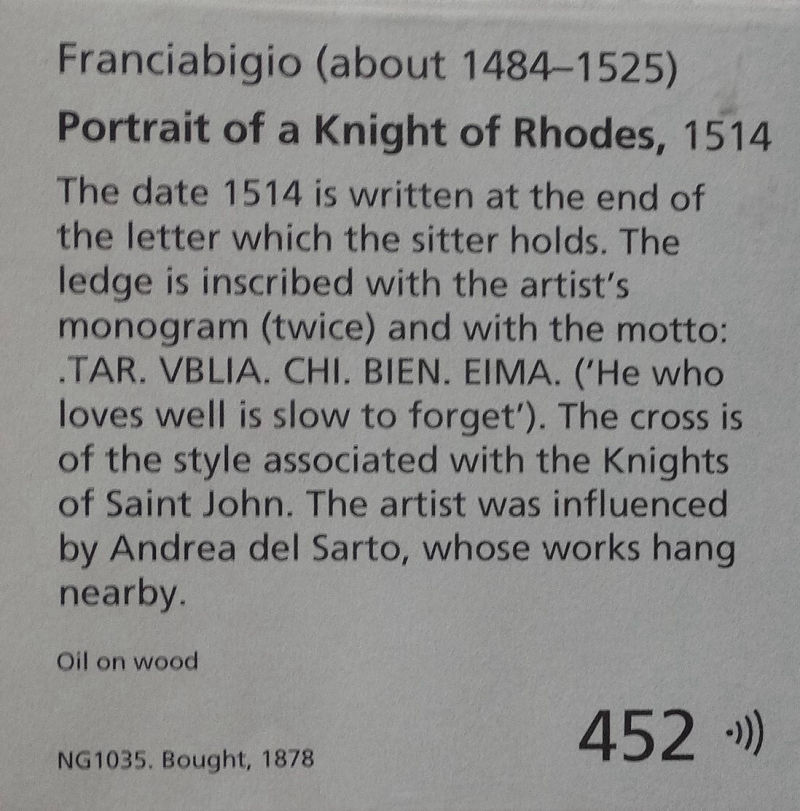 Franciabigio (about 1484–1525)
Portrait of a Knight of Rhodes, 1514
The date 1514 is written at the end of
the letter which the sitter holds. The
ledge is inscribed with the artist’s
monogram (twice) and with the motto:
.TAR. VBLIA. CHI. BIEN. EIMA. (‘He who
loves well is slow to forget’). The cross is
of the style associated with the Knights
of Saint John. The artist was influenced
by Andrea del Sarto, whose works hang
nearby.
Oil on wood
452
NG1035. Bought, 1878